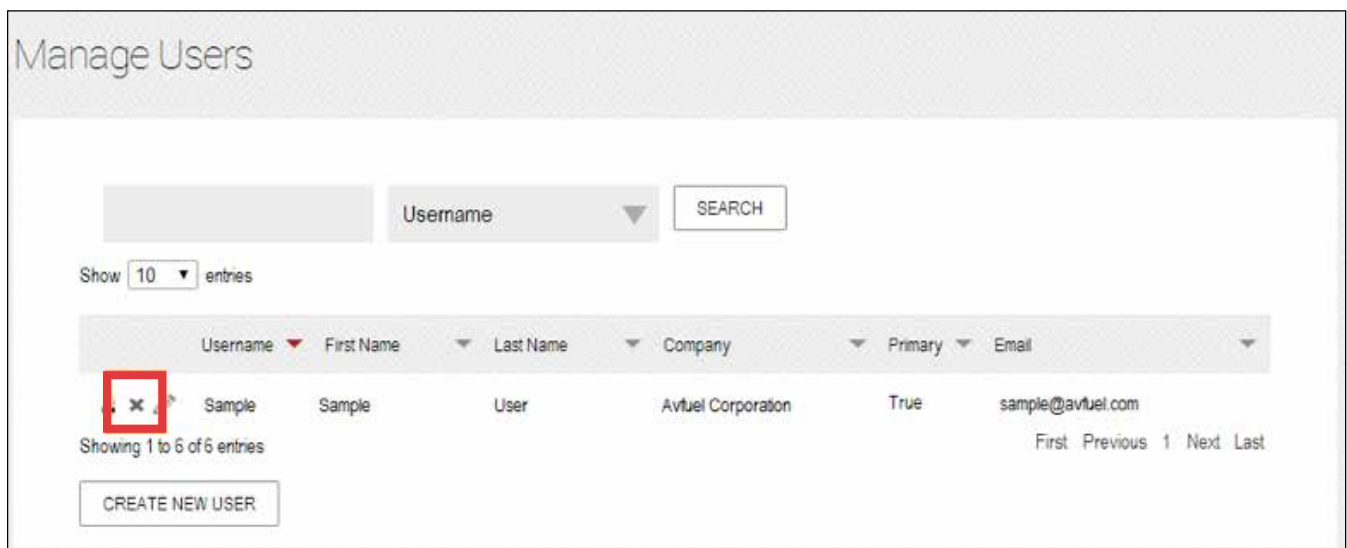 Manage Users
Username SEARCH
Show 10 entries
Username First Name Last Name Company Primary Email
Sample Sample User Avfuel Corporation True sample@avfuel.com
Showing 1 to 6 of 6 entries First Previous 1 Next Last
CREATE NEW USER